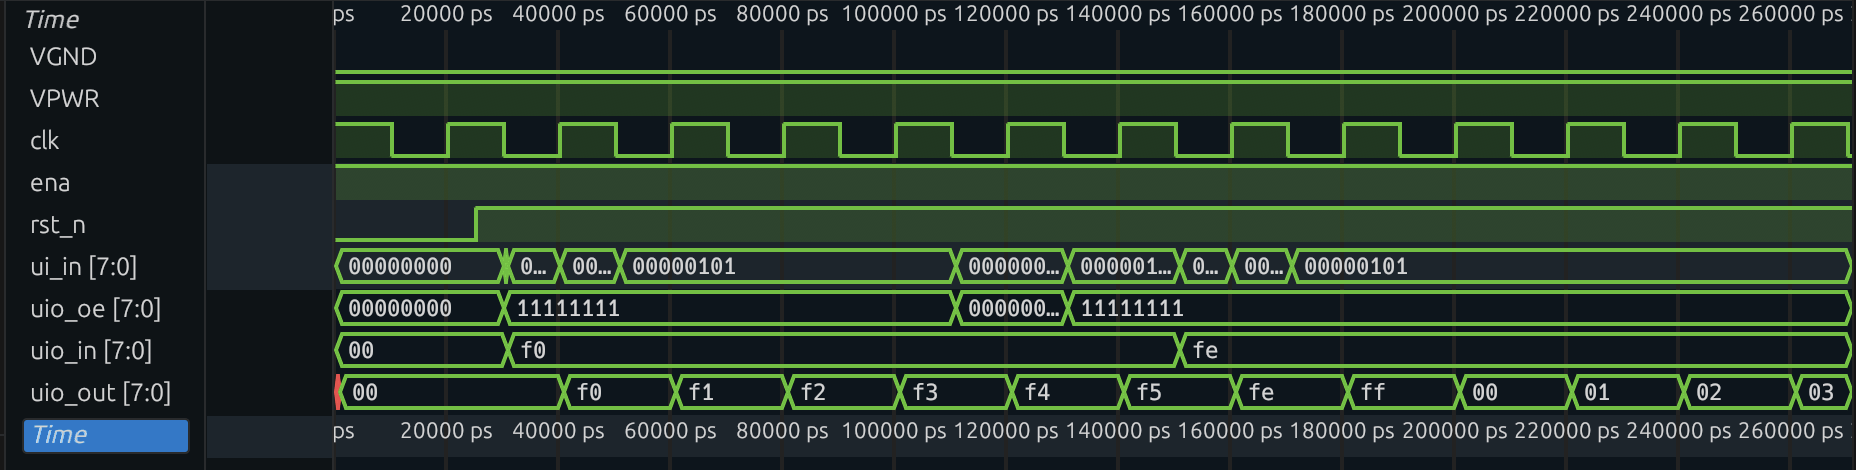 Time ps 20000 ps 40000 ps 60000 ps 80000 ps 100000 ps 120000 ps 140000 ps 160000 ps 180000 ps 200000 ps 220000 ps 240000 ps 260000 ps
VGND
VPWR
clk
ena
rst_n
ui_in [7:0] 00000000 0… 00… 00000101 000000… 000001… 0… 00… 00000101
uio_oe [7:0] 00000000 11111111 000000… 11111111
uio_in [7:0] 00 f0 fe
uio_out [7:0] 00 f0 f1 f2 f3 f4 f5 fe ff 00 01 02 03
Time ps 20000 ps 40000 ps 60000 ps 80000 ps 100000 ps 120000 ps 140000 ps 160000 ps 180000 ps 200000 ps 220000 ps 240000 ps 260000 ps